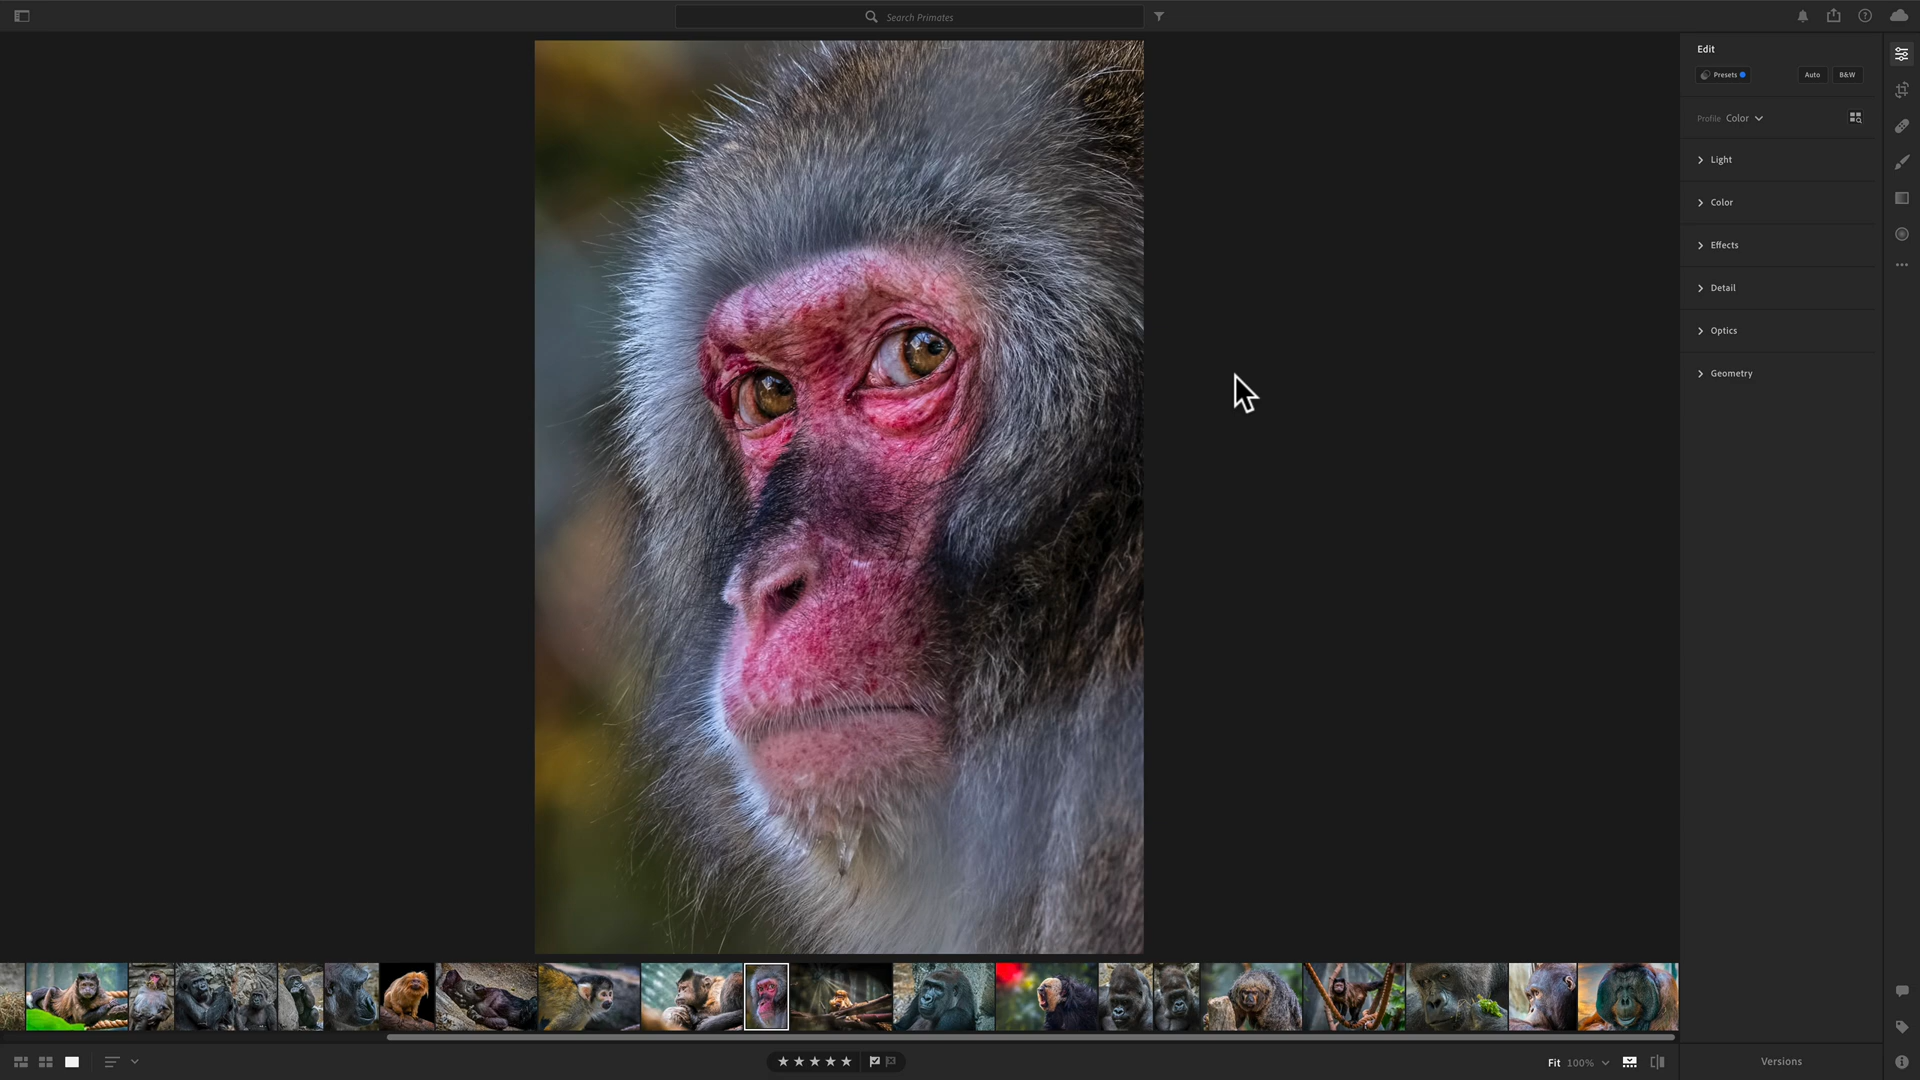 Search Primates
Edit
Presets
Auto
B&W
Profile Color
Light
Color
Effects
Detail
Optics
Geometry
Fit 100%
Versions